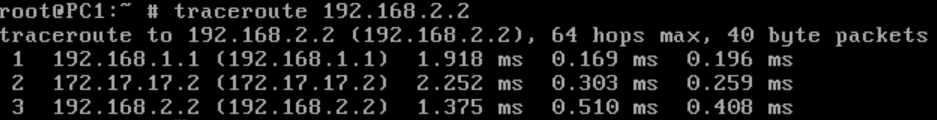 root@PC1:~ # traceroute 192.168.2.2
traceroute to 192.168.2.2 (192.168.2.2), 64 hops max, 40 byte packets
 1  192.168.1.1 (192.168.1.1)  1.918 ms  0.169 ms  0.196 ms
 2  172.17.17.2 (172.17.17.2)  2.252 ms  0.303 ms  0.259 ms
 3  192.168.2.2 (192.168.2.2)  1.375 ms  0.510 ms  0.408 ms